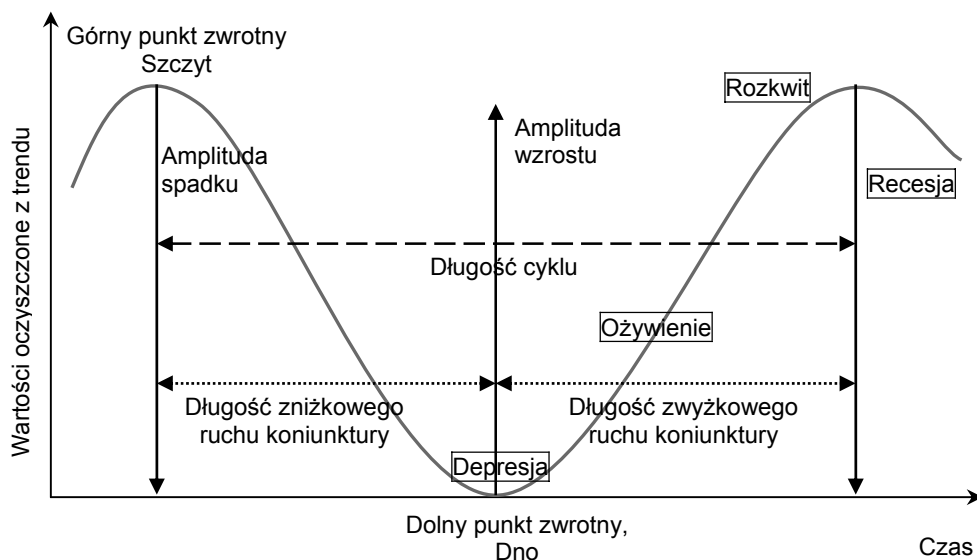 Górny punkt zwrotny
Szczyt
Rozkwit
Amplituda
wzrostu
Amplituda
spadku
Recesja
Wartości oczyszczone z trendu
Długość cyklu
Ożywienie
Długość zniżkowego
ruchu koniunktury
Długość zwyżkowego
ruchu koniunktury
Depresja
Dolny punkt zwrotny,
Dno
Czas